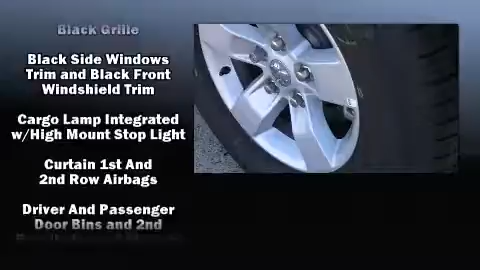 Black Grille
Black Side Windows
Trim and Black Front
Windshield Trim
Cargo Lamp Integrated
w/High Mount Stop Light
Curtain 1st And
2nd Row Airbags
Driver And Passenger
Door Bins and 2nd